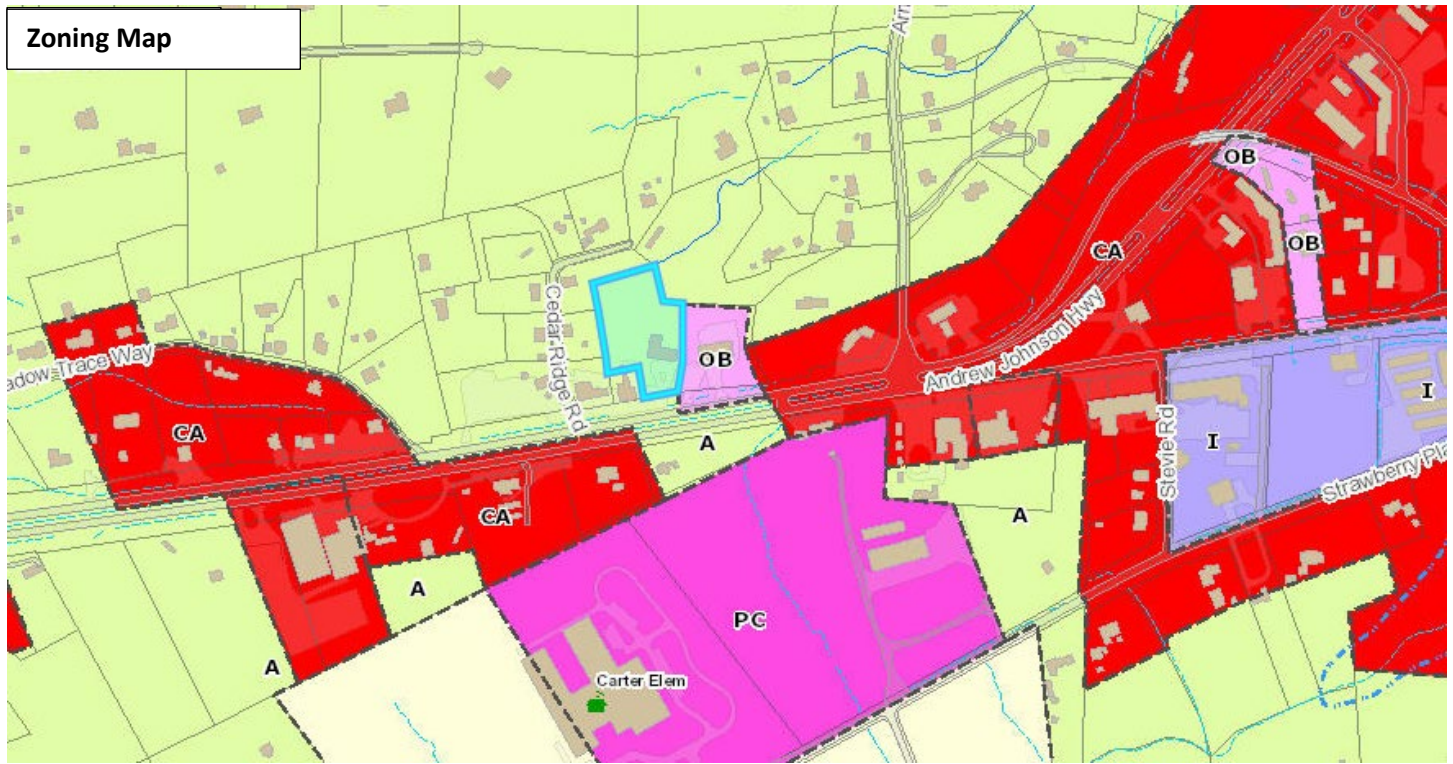 Zoning Map
Arn
OB
OB
CA
Cedar Ridge Rd
Andrew Johnson Hwy
OB
adow Trace Way
CA
A
Stevie Rd
I
I
Strawberry Pla
CA
A
A
PC
A
Carter Elem